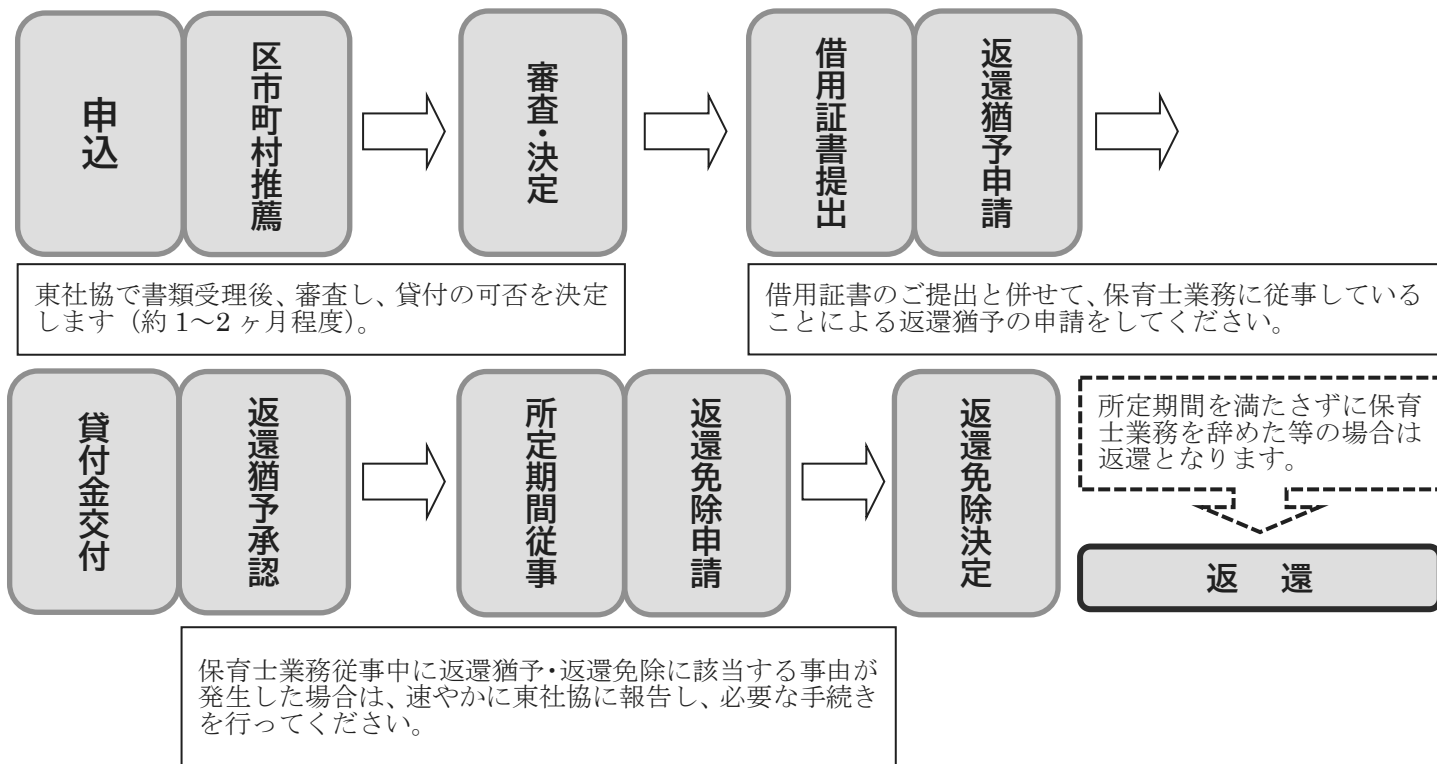 申込
区市町村推薦
審査・決定
借用証書提出
返還猶予申請
東社協で書類受理後、審査し、貸付の可否を決定
します（約 1～2 ヶ月程度）。
借用証書のご提出と併せて、保育士業務に従事している
ことによる返還猶予の申請をしてください。
貸付金交付
返還猶予承認
所定期間従事
返還免除申請
返還免除決定
所定期間を満たさずに保育
士業務を辞めた等の場合は
返還となります。
返　還
保育士業務従事中に返還猶予・返還免除に該当する事由が
発生した場合は、速やかに東社協に報告し、必要な手続き
を行ってください。